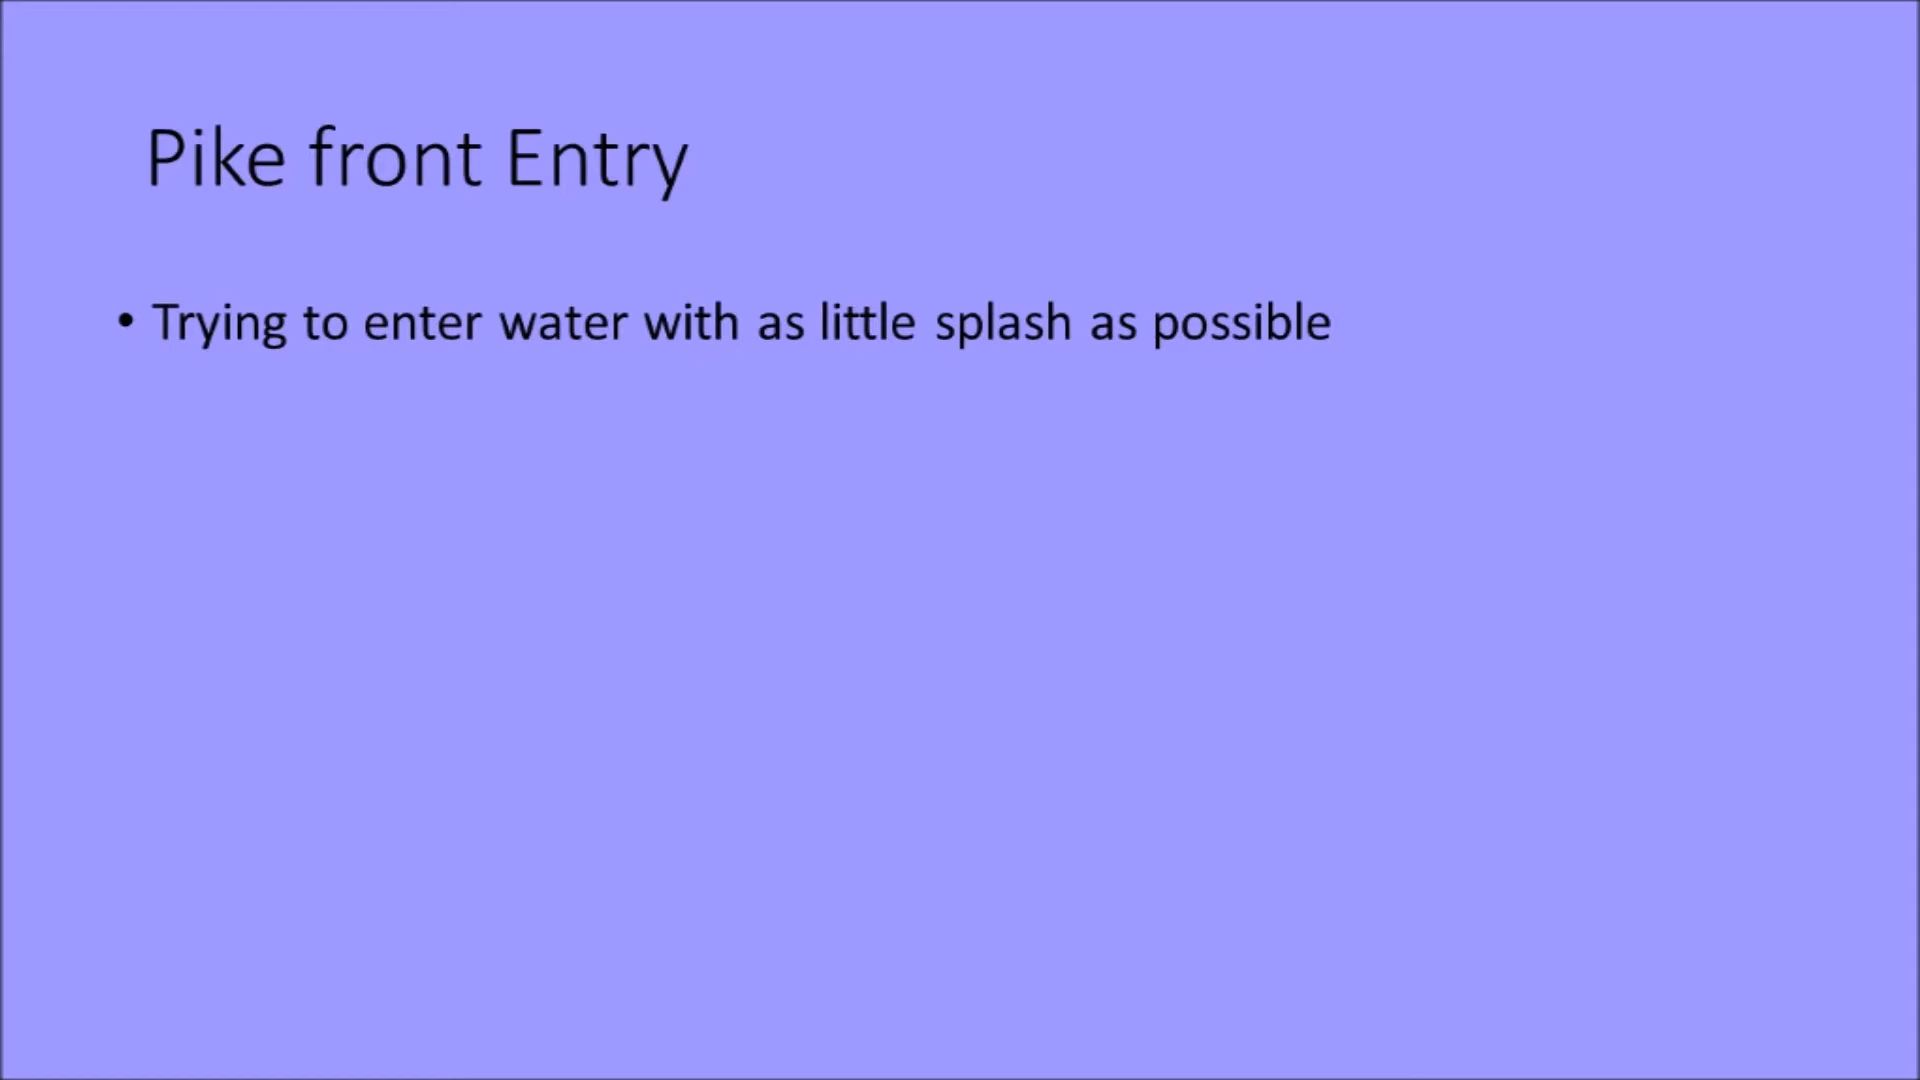 Pike front Entry
• Trying to enter water with as little splash as possible